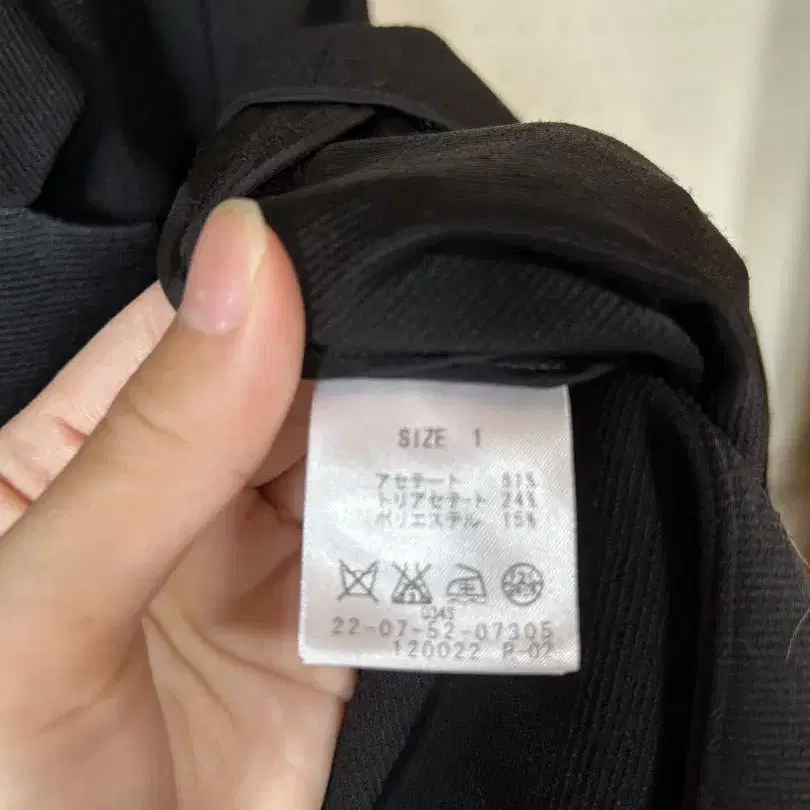 SIZE 1
アセテート 61%
トリアセテート 24%
ポリエステル 15%
0345
22-07-52-07305
120022 P-02